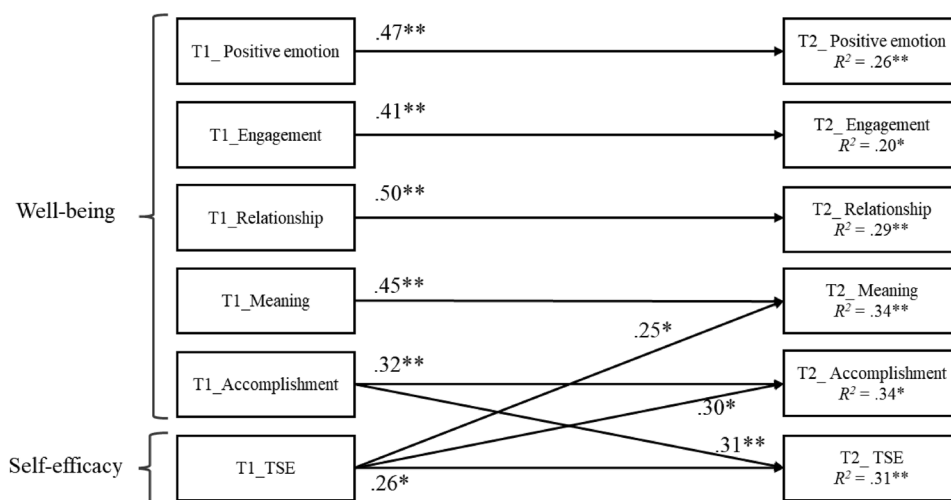 T1_ Positive emotion
.47**
T2_ Positive emotion
R² = .26**
T1_Engagement
.41**
T2_ Engagement
R² = .20*
Well-being
T1_Relationship
.50**
T2_ Relationship
R² = .29**
T1_Meaning
.45**
.25*
T2_ Meaning
R² = .34**
T1_Accomplishment
.32**
.30*
T2_ Accomplishment
R² = .34*
Self-efficacy
T1_TSE
.26*
.31**
T2_ TSE
R² = .31**